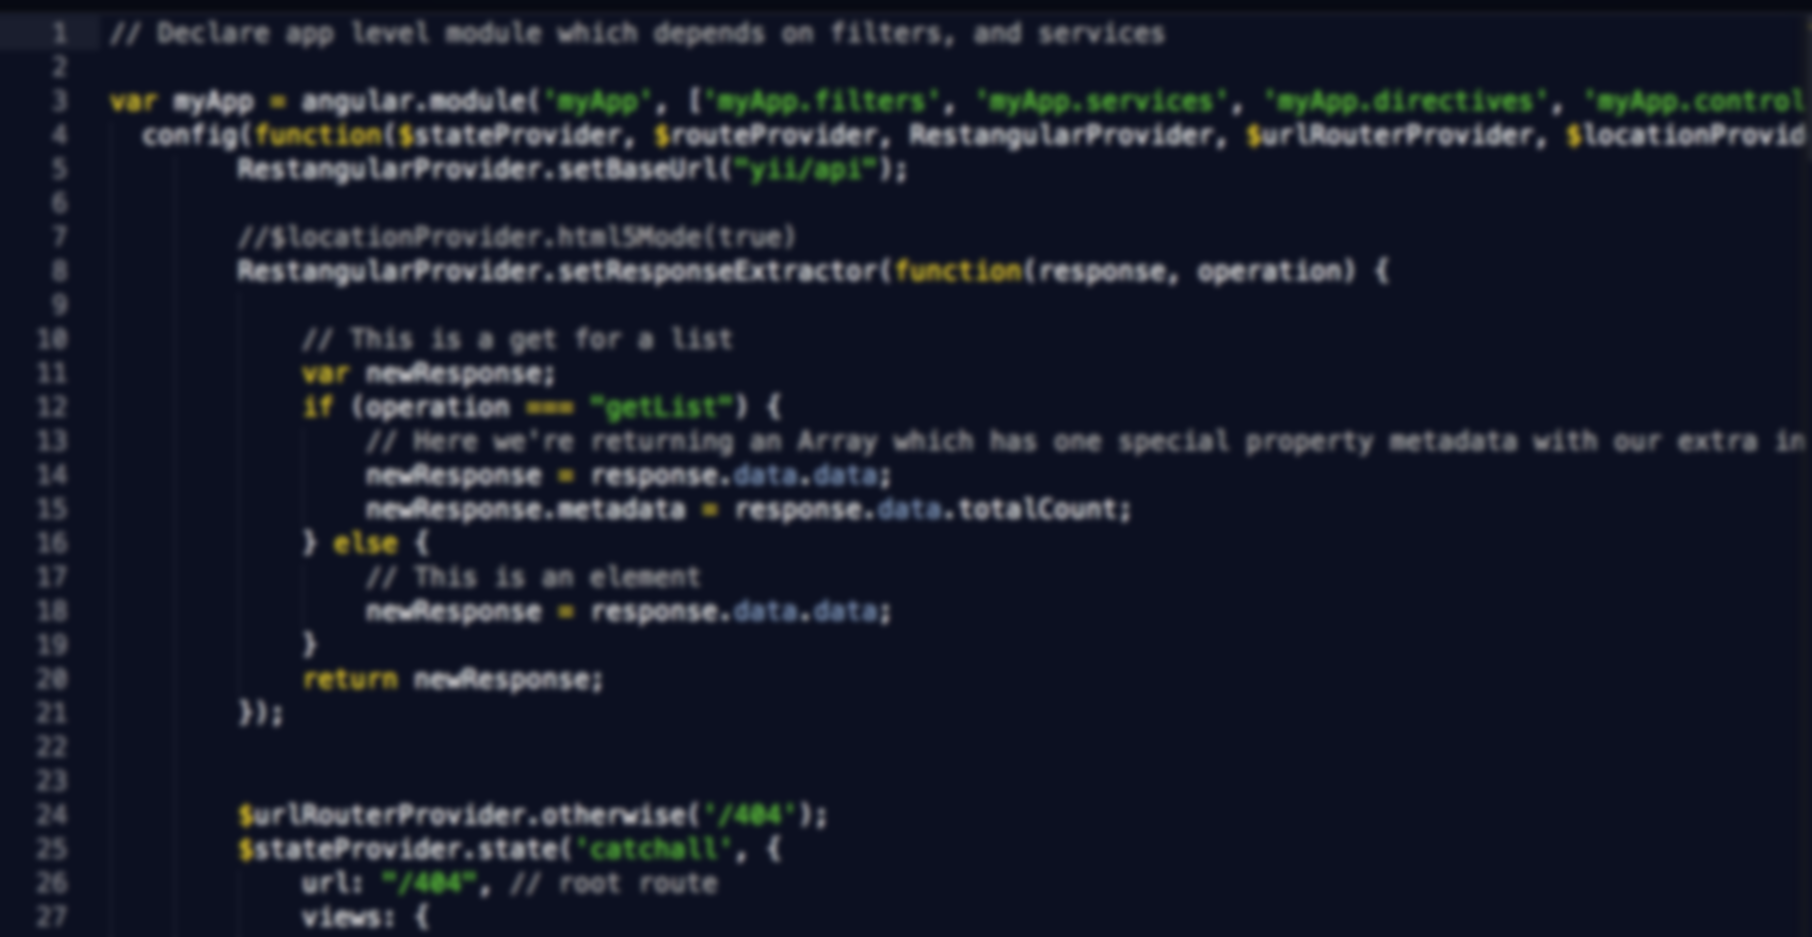 1 // Declare app level module which depends on filters, and services
2
3 var myApp = angular.module('myApp', ['myApp.filters', 'myApp.services', 'myApp.directives', 'myApp.control
4 config(function($stateProvider, $routeProvider, RestangularProvider, $urlRouterProvider, $locationProvid
5 RestangularProvider.setBaseUrl("yii/api");
6
7 //$locationProvider.html5Mode(true)
8 RestangularProvider.setResponseExtractor(function(response, operation) {
9
10 // This is a get for a list
11 var newResponse;
12 if (operation === "getList") {
13 // Here we're returning an Array which has one special property metadata with our extra in
14 newResponse = response.data.data;
15 newResponse.metadata = response.data.totalCount;
16 } else {
17 // This is an element
18 newResponse = response.data.data;
19 }
20 return newResponse;
21 });
22
23
24 $urlRouterProvider.otherwise('/404');
25 $stateProvider.state('catchall', {
26 url: "/404", // root route
27 views: {